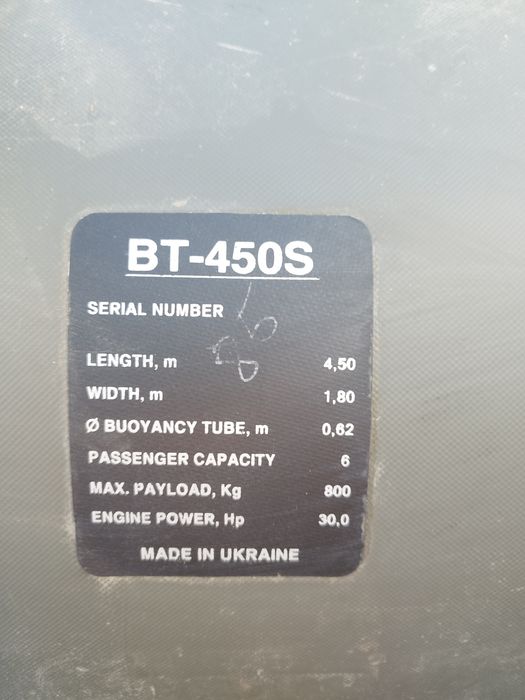 BT-450S
SERIAL NUMBER
LENGTH, m 4,50
WIDTH, m 1,80
Ø BUOYANCY TUBE, m 0,62
PASSENGER CAPACITY 6
MAX. PAYLOAD, Kg 800
ENGINE POWER, Hp 30,0
MADE IN UKRAINE